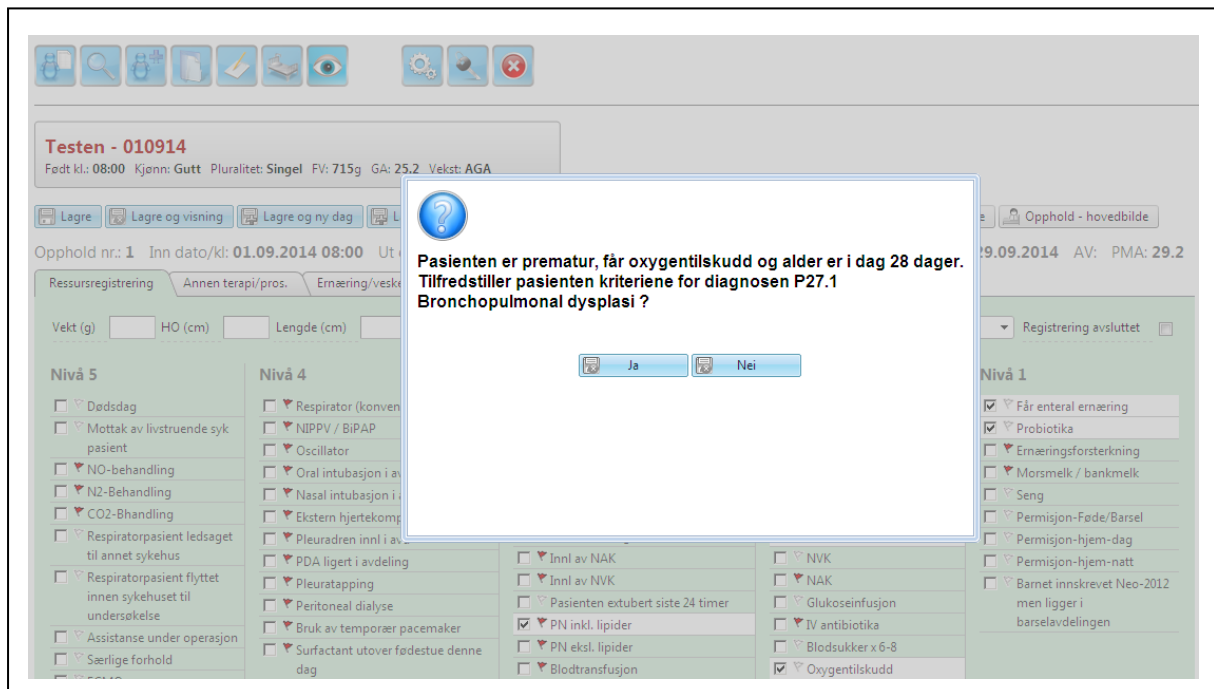 Testen - 010914
Født kl.: 08:00 Kjønn: Gutt Pluralitet: Singel FV: 715g GA: 25.2 Vekst: AGA
Lagre Lagre og visning Lagre og ny dag L Opphold - hovedbilde
Opphold nr.: 1 Inn dato/kl: 01.09.2014 08:00 Ut 29.09.2014 AV: PMA: 29.2
Ressursregistrering Annen terapi/pros. Ernæring/veske
Vekt (g) HO (cm) Lengde (cm) Registrering avsluttet
Pasienten er prematur, får oxygentilskudd og alder er i dag 28 dager.
Tilfredstiller pasienten kriteriene for diagnosen P27.1
Bronchopulmonal dysplasi ?
Ja Nei
Nivå 5
Dødsdag
Mottak av livstruende syk
pasient
NO-behandling
N2-Behandling
CO2-Bhandling
Respiratorpasient ledsaget
til annet sykehus
Respiratorpasient flyttet
innen sykehuset til
undersøkelse
Assistanse under operasjon
Særlige forhold
Nivå 4
Respirator (konven
NIPPV / BiPAP
Oscillator
Oral intubasjon i av
Nasal intubasjon i a
Ekstern hjertekomp
Pleuradren innl i avd
PDA ligert i avdeling
Pleuratapping
Peritoneal dialyse
Bruk av temporær pacemaker
Surfactant utover fødestue denne
dag
Innl av NAK
Innl av NVK
Pasienten extubert siste 24 timer
PN inkl. lipider
PN eksl. lipider
Blodtransfusjon
NVK
NAK
Glukoseinfusjon
IV antibiotika
Blodsukker x 6-8
Oxygentilskudd
Nivå 1
Får enteral ernæring
Probiotika
Ernæringsforsterkning
Morsmelk / bankmelk
Seng
Permisjon-Føde/Barsel
Permisjon-hjem-dag
Permisjon-hjem-natt
Barnet innskrevet Neo-2012
men ligger i
barselavdelingen